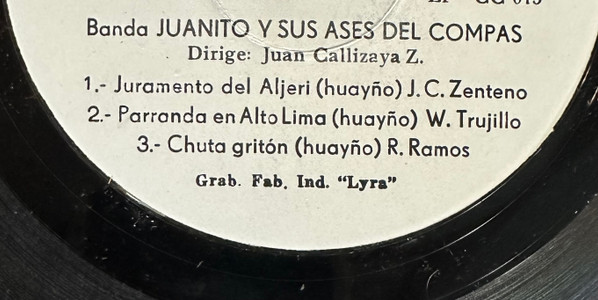 Banda JUANITO Y SUS ASES DEL COMPAS
Dirige: Juan Callizaya Z.
1.- Juramento del Aljeri (huayño) J. C. Zenteno
2.- Parranda en Alto Lima (huayño) W. Trujillo
3.- Chuta gritón (huayño) R. Ramos
Grab. Fab. Ind. “Lyra”